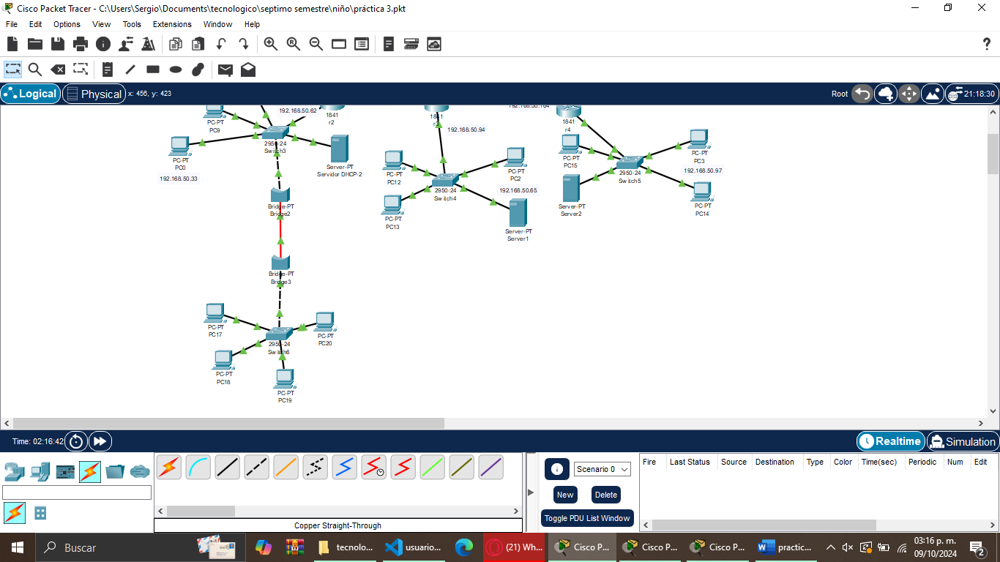 Cisco Packet Tracer - C:\Users\Sergio\Documents\tecnologico\septimo semestre\niño\práctica 3.pkt
File Edit Options View Tools Extensions Window Help
Logical Physical x: 456, y: 423 Root 21:18:30
PC-PT
PC9
192.168.50.62
1841
r2
PC-PT
PC0
192.168.50.33
2950-24
Switch3
Server-PT
Servidor DHCP-2
Bridge-PT
Bridge2
Bridge-PT
Bridge3
PC-PT
PC17
2950-24
Switch6
PC-PT
PC20
PC-PT
PC18
PC-PT
PC19
1841
192.168.50.94
PC-PT
PC12
2950-24
Switch4
PC-PT
PC2
192.168.50.65
PC-PT
PC13
Server-PT
Server1
1841
r4
PC-PT
PC15
2950-24
Switch5
PC-PT
PC3
192.168.50.97
Server-PT
Server2
PC-PT
PC14
Time: 02:16:42 Realtime Simulation
Scenario 0
New Delete
Toggle PDU List Window
Fire Last Status Source Destination Type Color Time(sec) Periodic Num Edit
Copper Straight-Through
Buscar tecnolo... usuario... (21) Wh... Cisco P... Cisco P... Cisco P... practic... 03:16 p. m.
09/10/2024 2